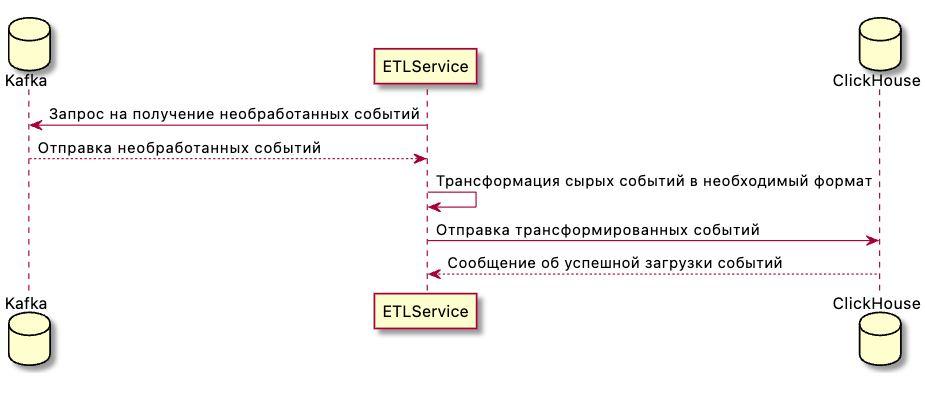 ETLService
Kafka
ClickHouse
Запрос на получение необработанных событий
Отправка необработанных событий
Трансформация сырых событий в необходимый формат
Отправка трансформированных событий
Сообщение об успешной загрузки событий
Kafka
ETLService
ClickHouse